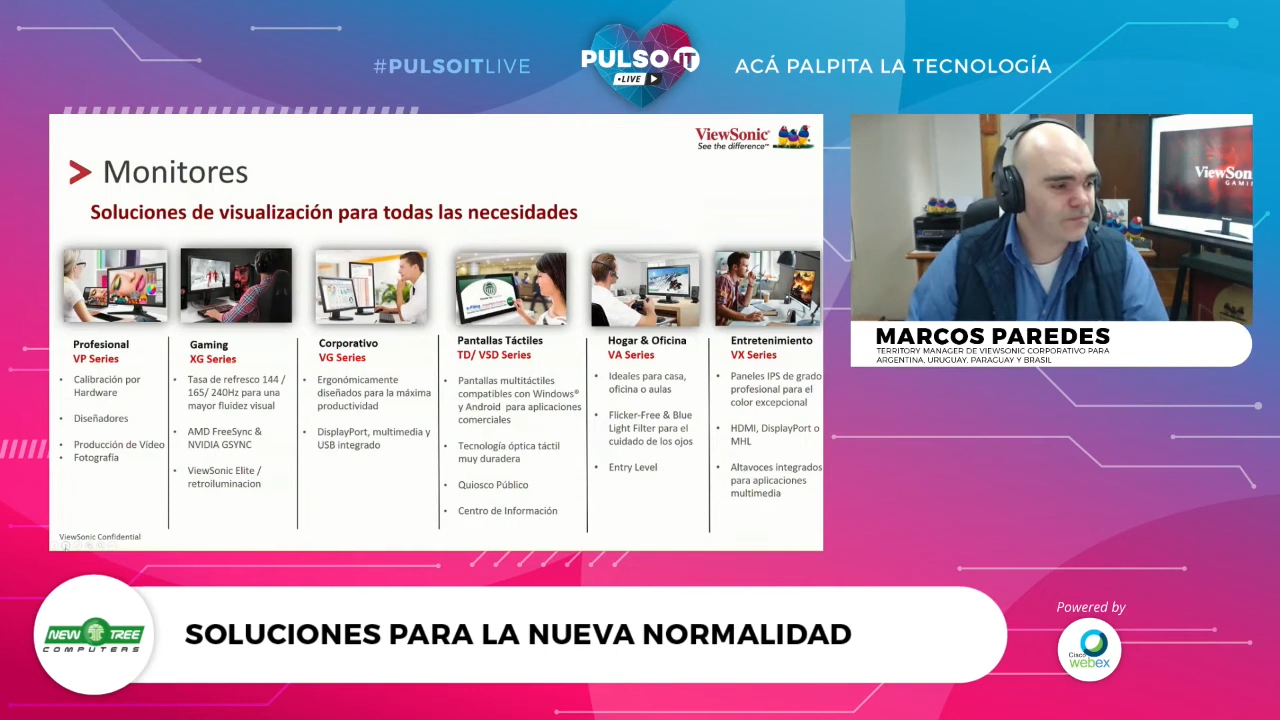 #PULSOITLIVE
PULSO IT
LIVE
ACÁ PALPITA LA TECNOLOGÍA
ViewSonic®
See the difference™
> Monitores
Soluciones de visualización para todas las necesidades
Profesional
VP Series
• Calibración por
Hardware
• Diseñadores
• Producción de Vídeo
• Fotografía
Gaming
XG Series
• Tasa de refresco 144 /
165/ 240Hz para una
mayor fluidez visual
• AMD FreeSync &
NVIDIA GSYNC
• ViewSonic Elite /
retroiluminacion
Corporativo
VG Series
• Ergonómicamente
diseñados para la máxima
productividad
• DisplayPort, multimedia y
USB integrado
Pantallas Táctiles
TD/ VSD Series
• Pantallas multitáctiles
compatibles con Windows®
y Android para aplicaciones
comerciales
• Tecnología óptica táctil
muy duradera
• Quiosco Público
• Centro de Información
Hogar & Oficina
VA Series
• Ideales para casa,
oficina o aulas
• Flicker-Free & Blue
Light Filter para el
cuidado de los ojos
• Entry Level
Entretenimiento
VX Series
• Paneles IPS de grado
profesional para el
color excepcional
• HDMI, DisplayPort o
MHL
• Altavoces integrados
para aplicaciones
multimedia
ViewSonic Confidential
ViewSon
GAMI
MARCOS PAREDES
TERRITORY MANAGER DE VIEWSONIC CORPORATIVO PARA
ARGENTINA, URUGUAY, PARAGUAY Y BRASIL
NEW TREE
COMPUTERS
SOLUCIONES PARA LA NUEVA NORMALIDAD
Powered by
Cisco
webex